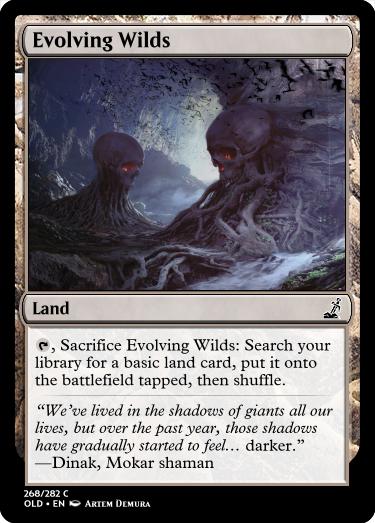 Evolving Wilds
Land
, Sacrifice Evolving Wilds: Search your
library for a basic land card, put it onto
the battlefield tapped, then shuffle.
“We’ve lived in the shadows of giants all our
lives, but over the past year, those shadows
have gradually started to feel… darker.”
—Dinak, Mokar shaman
268/282 C
OLD • EN Artem Demura